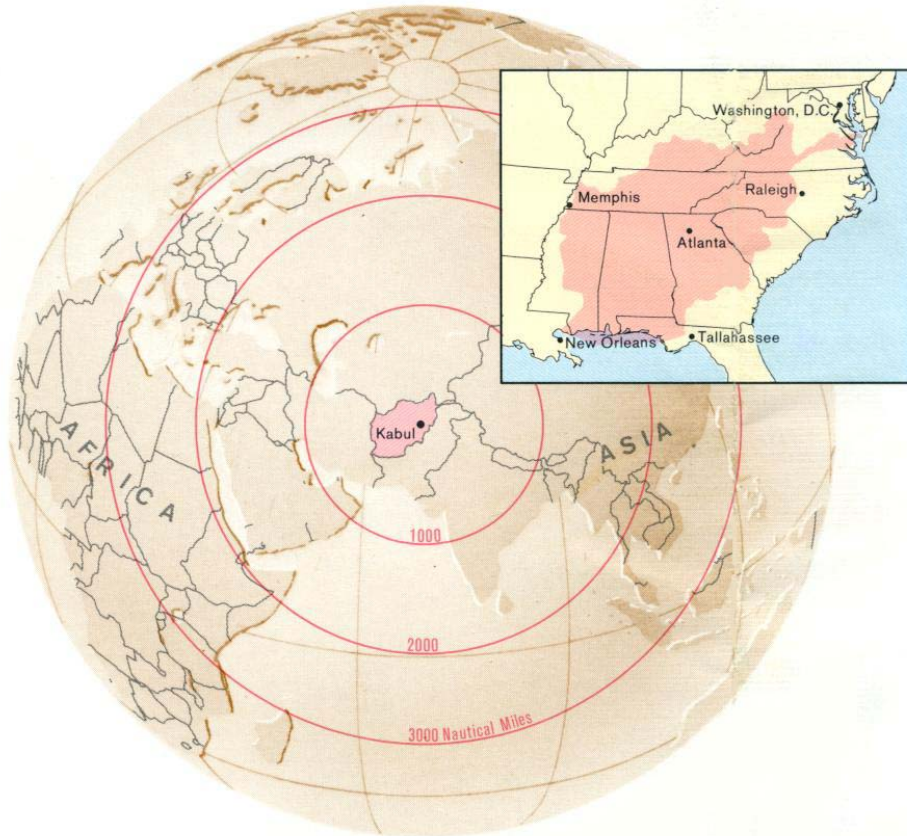 Washington, D.C.
Memphis
Raleigh
Atlanta
New Orleans
Tallahassee
Kabul
ASIA
AFRICA
1000
2000
3000 Nautical Miles